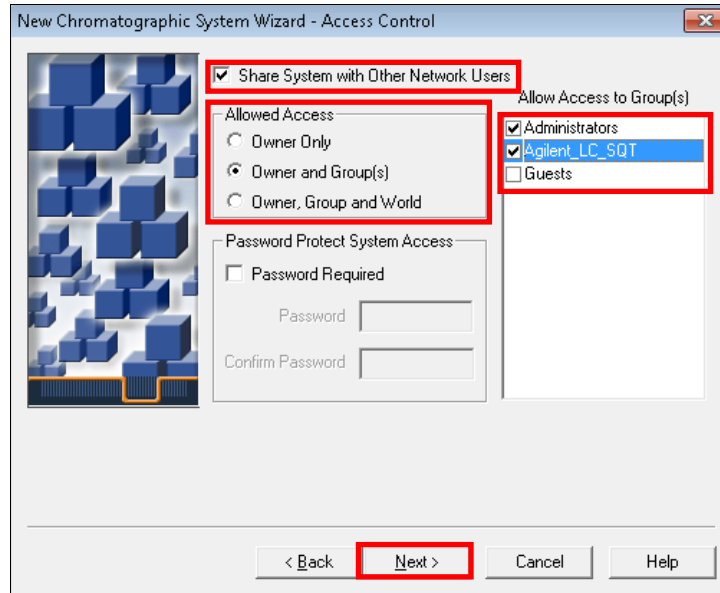 New Chromatographic System Wizard - Access Control
Share System with Other Network Users
Allowed Access
Owner Only
Owner and Group(s)
Owner, Group and World
Password Protect System Access
Password Required
Password
Confirm Password
Allow Access to Group(s)
Administrators
Agilent_LC_SQT
Guests
< Back
Next >
Cancel
Help